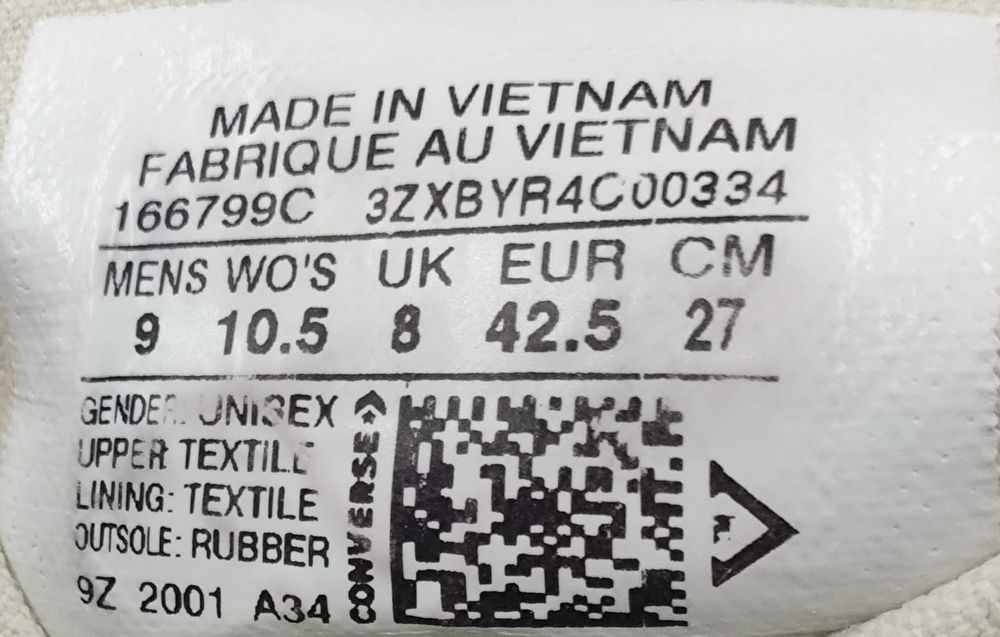 MADE IN VIETNAM
FABRIQUE AU VIETNAM
166799C 3ZXBYR4C00334
MENS WO'S UK EUR CM
9 10.5 8 42.5 27
GENDER: UNISEX
UPPER TEXTILE
LINING: TEXTILE
OUTSOLE: RUBBER
9Z 2001 A34
CONVERSE